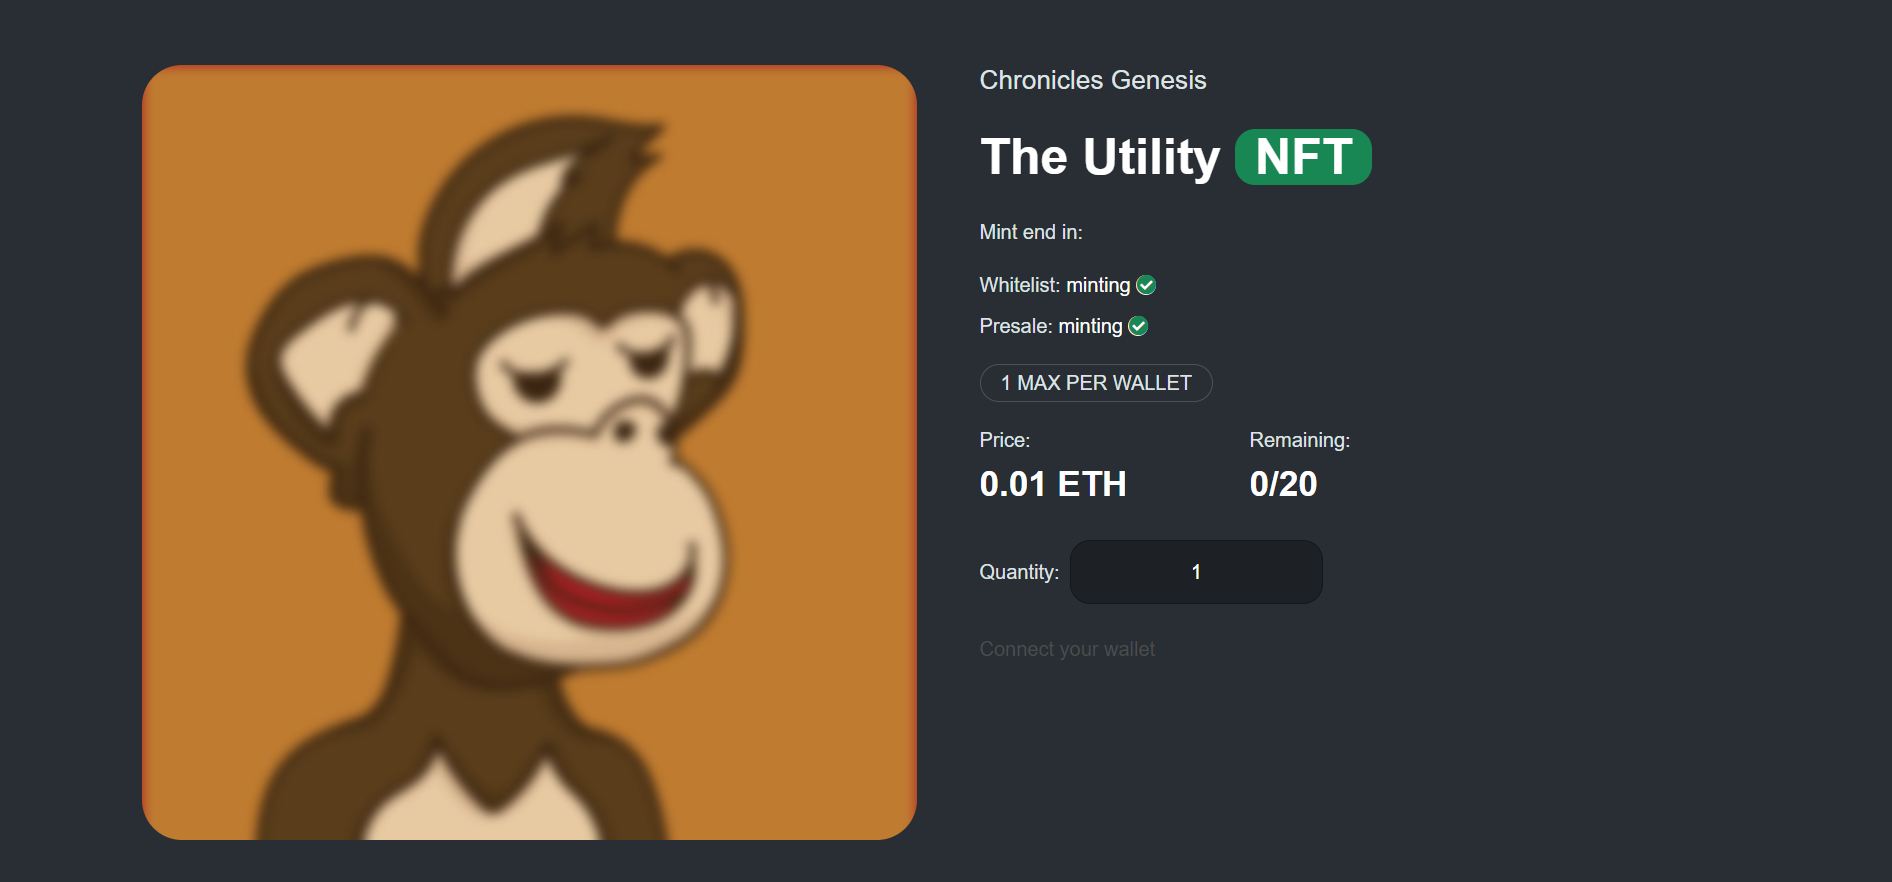 Chronicles Genesis
The Utility NFT
Mint end in:
Whitelist: minting
Presale: minting
1 MAX PER WALLET
Price:
Remaining:
0.01 ETH
0/20
Quantity:
1
Connect your wallet